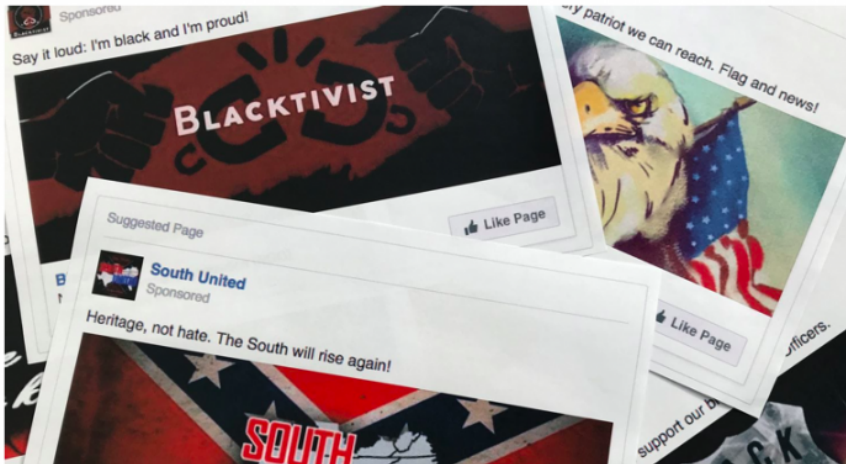 Sponsored
Say it loud: I'm black and I'm proud!
BLACKTIVIST
Like Page
patriot we can reach. Flag and news!
Like Page
Suggested Page
South United
Sponsored
Heritage, not hate. The South will rise again!
SOUTH
support our